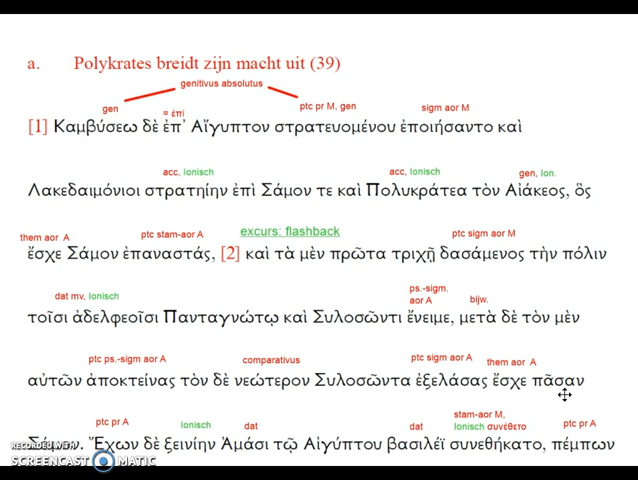 a. Polykrates breidt zijn macht uit (39)
genitivus absolutus
gen = ἐπί ptc pr M, gen sigm aor M
[1] Καμβύσεω δὲ ἐπ’ Αἴγυπτον στρατευομένου ἐποιήσαντο καὶ
acc, Ionisch acc, Ionisch gen, Ion.
Λακεδαιμόνιοι στρατηίην ἐπὶ Σάμον τε καὶ Πολυκράτεα τὸν Αἰάκεος, ὃς
them aor A ptc stam-aor A excurs: flashback ptc sigm aor M
ἔσχε Σάμον ἐπαναστάς, [2] καὶ τὰ μὲν πρῶτα τριχῇ δασάμενος τὴν πόλιν
dat mv, Ionisch ps.-sigm. aor A bijw.
τοῖσι ἀδελφεοῖσι Πανταγνώτῳ καὶ Συλοσῶντι ἔνειμε, μετὰ δὲ τὸν μὲν
ptc ps.-sigm aor A comparativus ptc sigm aor A them aor A
αὐτῶν ἀποκτείνας τὸν δὲ νεώτερον Συλοσῶντα ἐξελάσας ἔσχε πᾶσαν
ptc pr A Ionisch dat dat stam-aor M, Ionisch συνέθετο ptc pr A
Σάμον. Ἔχων δὲ ξεινίην Ἀμάσι τῷ Αἰγύπτου βασιλέϊ συνεθήκατο, πέμπων
RECORDED WITH
SCREENCAST MATIC